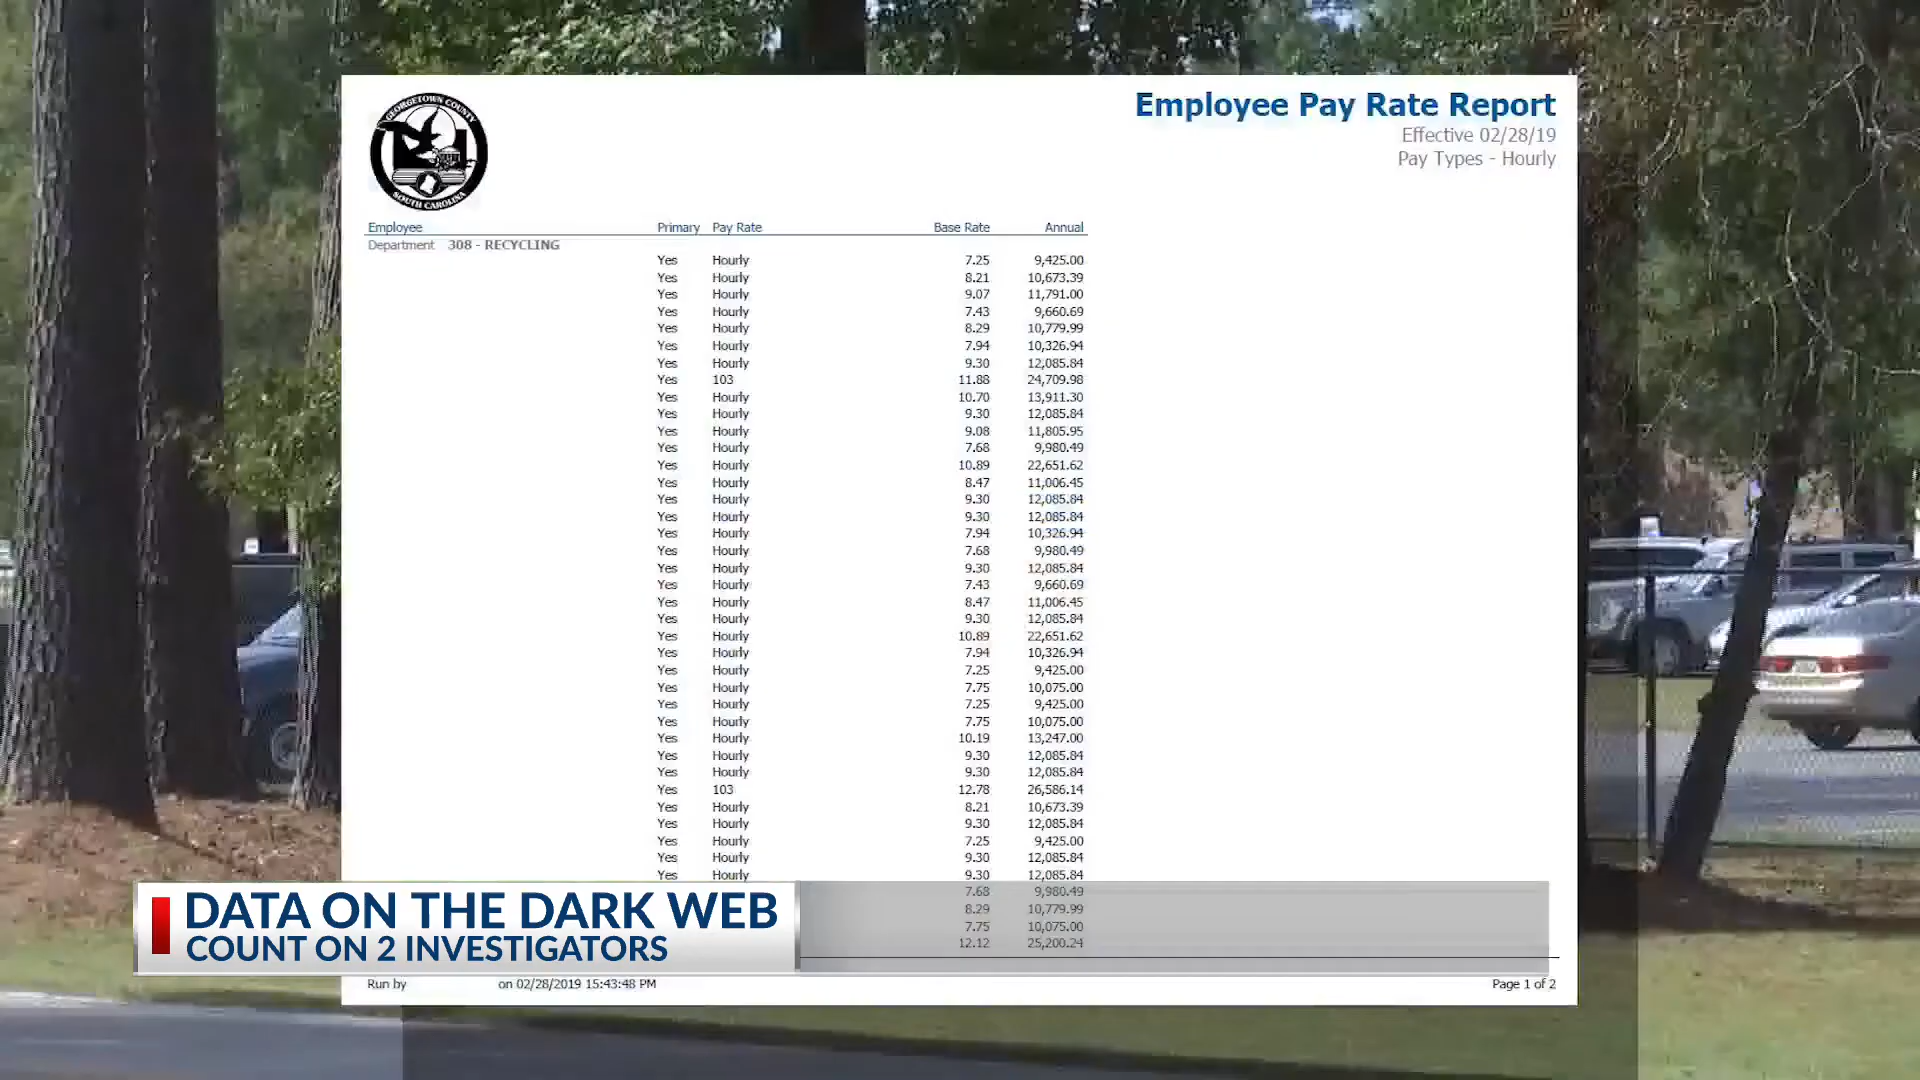 GEORGETOWN COUNTY
SOUTH CAROLINA
Employee Pay Rate Report
Effective 02/28/19
Pay Types - Hourly
Employee Primary Pay Rate Base Rate Annual
Department 308 - RECYCLING
Yes Hourly 7.25 9,425.00
Yes Hourly 8.21 10,673.39
Yes Hourly 9.07 11,791.00
Yes Hourly 7.43 9,660.69
Yes Hourly 8.29 10,779.99
Yes Hourly 7.94 10,326.94
Yes Hourly 9.30 12,085.84
Yes 103 11.88 24,709.98
Yes Hourly 10.70 13,911.30
Yes Hourly 9.30 12,085.84
Yes Hourly 9.08 11,805.95
Yes Hourly 7.68 9,980.49
Yes Hourly 10.89 22,651.62
Yes Hourly 8.47 11,006.45
Yes Hourly 9.30 12,085.84
Yes Hourly 9.30 12,085.84
Yes Hourly 7.94 10,326.94
Yes Hourly 7.68 9,980.49
Yes Hourly 9.30 12,085.84
Yes Hourly 7.43 9,660.69
Yes Hourly 8.47 11,006.45
Yes Hourly 9.30 12,085.84
Yes Hourly 10.89 22,651.62
Yes Hourly 7.94 10,326.94
Yes Hourly 7.25 9,425.00
Yes Hourly 7.75 10,075.00
Yes Hourly 7.25 9,425.00
Yes Hourly 7.75 10,075.00
Yes Hourly 10.19 13,247.00
Yes Hourly 9.30 12,085.84
Yes Hourly 9.30 12,085.84
Yes 103 12.78 26,586.14
Yes Hourly 8.21 10,673.39
Yes Hourly 9.30 12,085.84
Yes Hourly 7.25 9,425.00
Yes Hourly 9.30 12,085.84
Yes Hourly 9.30 12,085.84
7.68 9,980.49
8.29 10,779.99
7.75 10,075.00
12.12 25,200.24
DATA ON THE DARK WEB
COUNT ON 2 INVESTIGATORS
Run by on 02/28/2019 15:43:48 PM Page 1 of 2